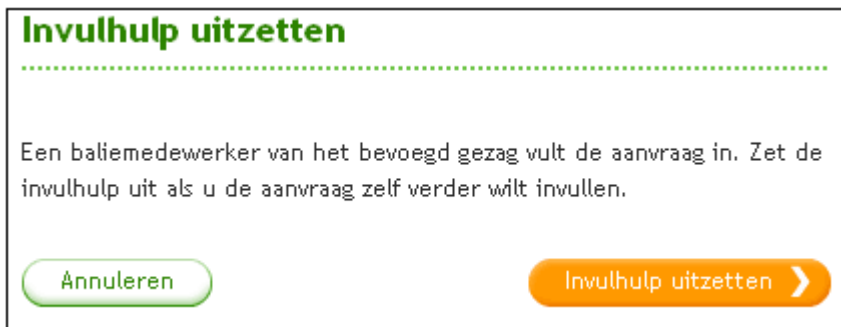 Invulhulp uitzetten
Een baliemedewerker van het bevoegd gezag vult de aanvraag in. Zet de
invulhulp uit als u de aanvraag zelf verder wilt invullen.
Annuleren
Invulhulp uitzetten